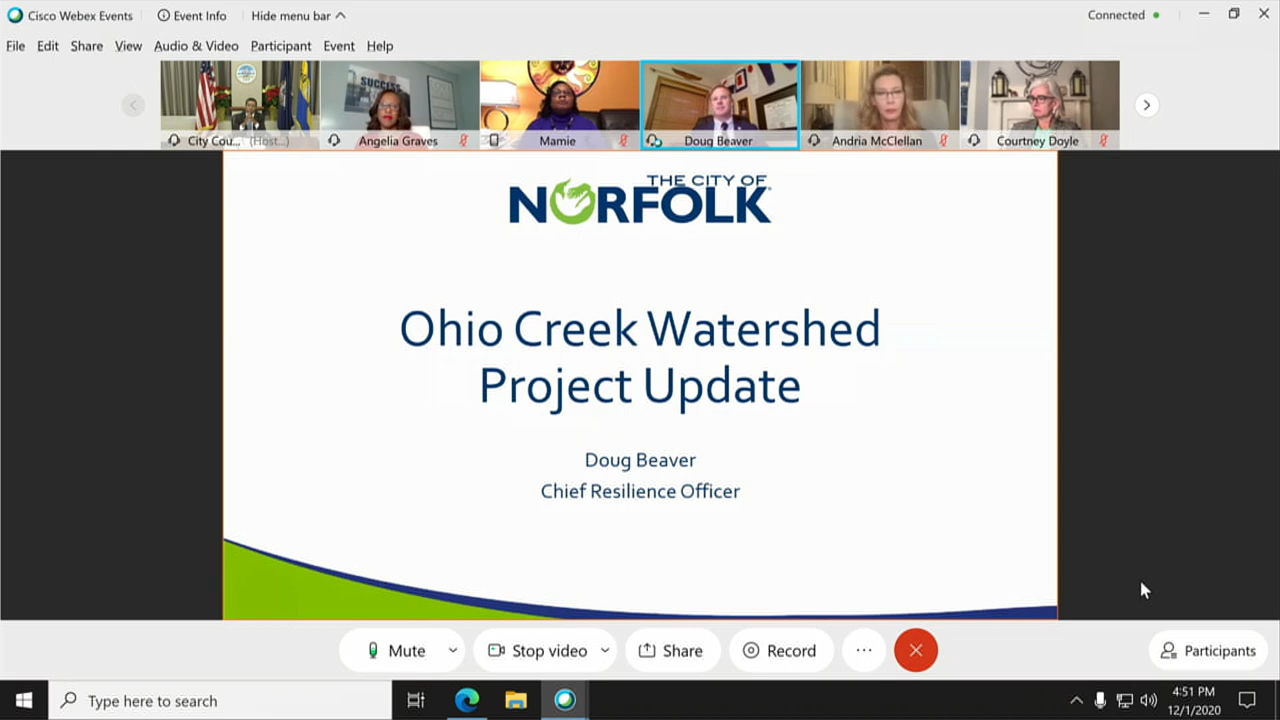 Cisco Webex Events
Event Info
Hide menu bar
Connected
File Edit Share View Audio & Video Participant Event Help
SUCCESS
City Cou... (Host...)
Angelia Graves
Mamie
Doug Beaver
Andria McClellan
Courtney Doyle
THE CITY OF
NORFOLK
Ohio Creek Watershed
Project Update
Doug Beaver
Chief Resilience Officer
Mute
Stop video
Share
Record
Participants
Type here to search
4:51 PM
12/1/2020